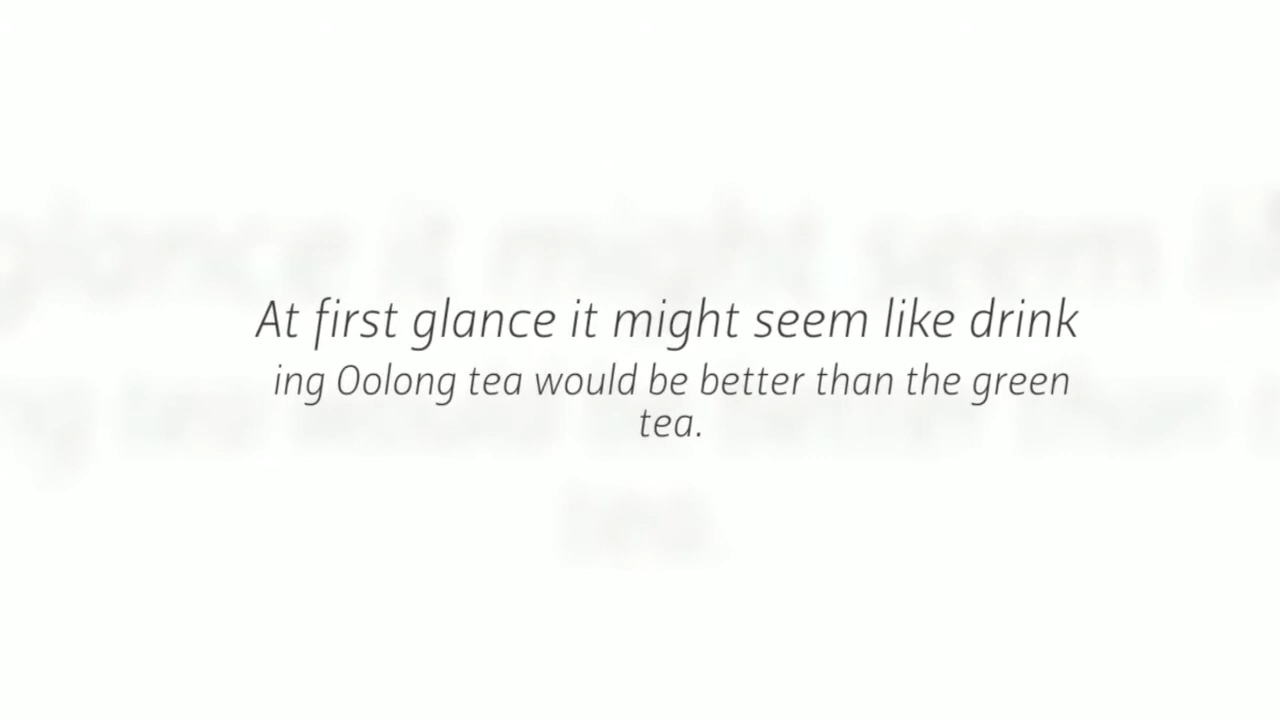 At first glance it might seem like drink
ing Oolong tea would be better than the green
tea.